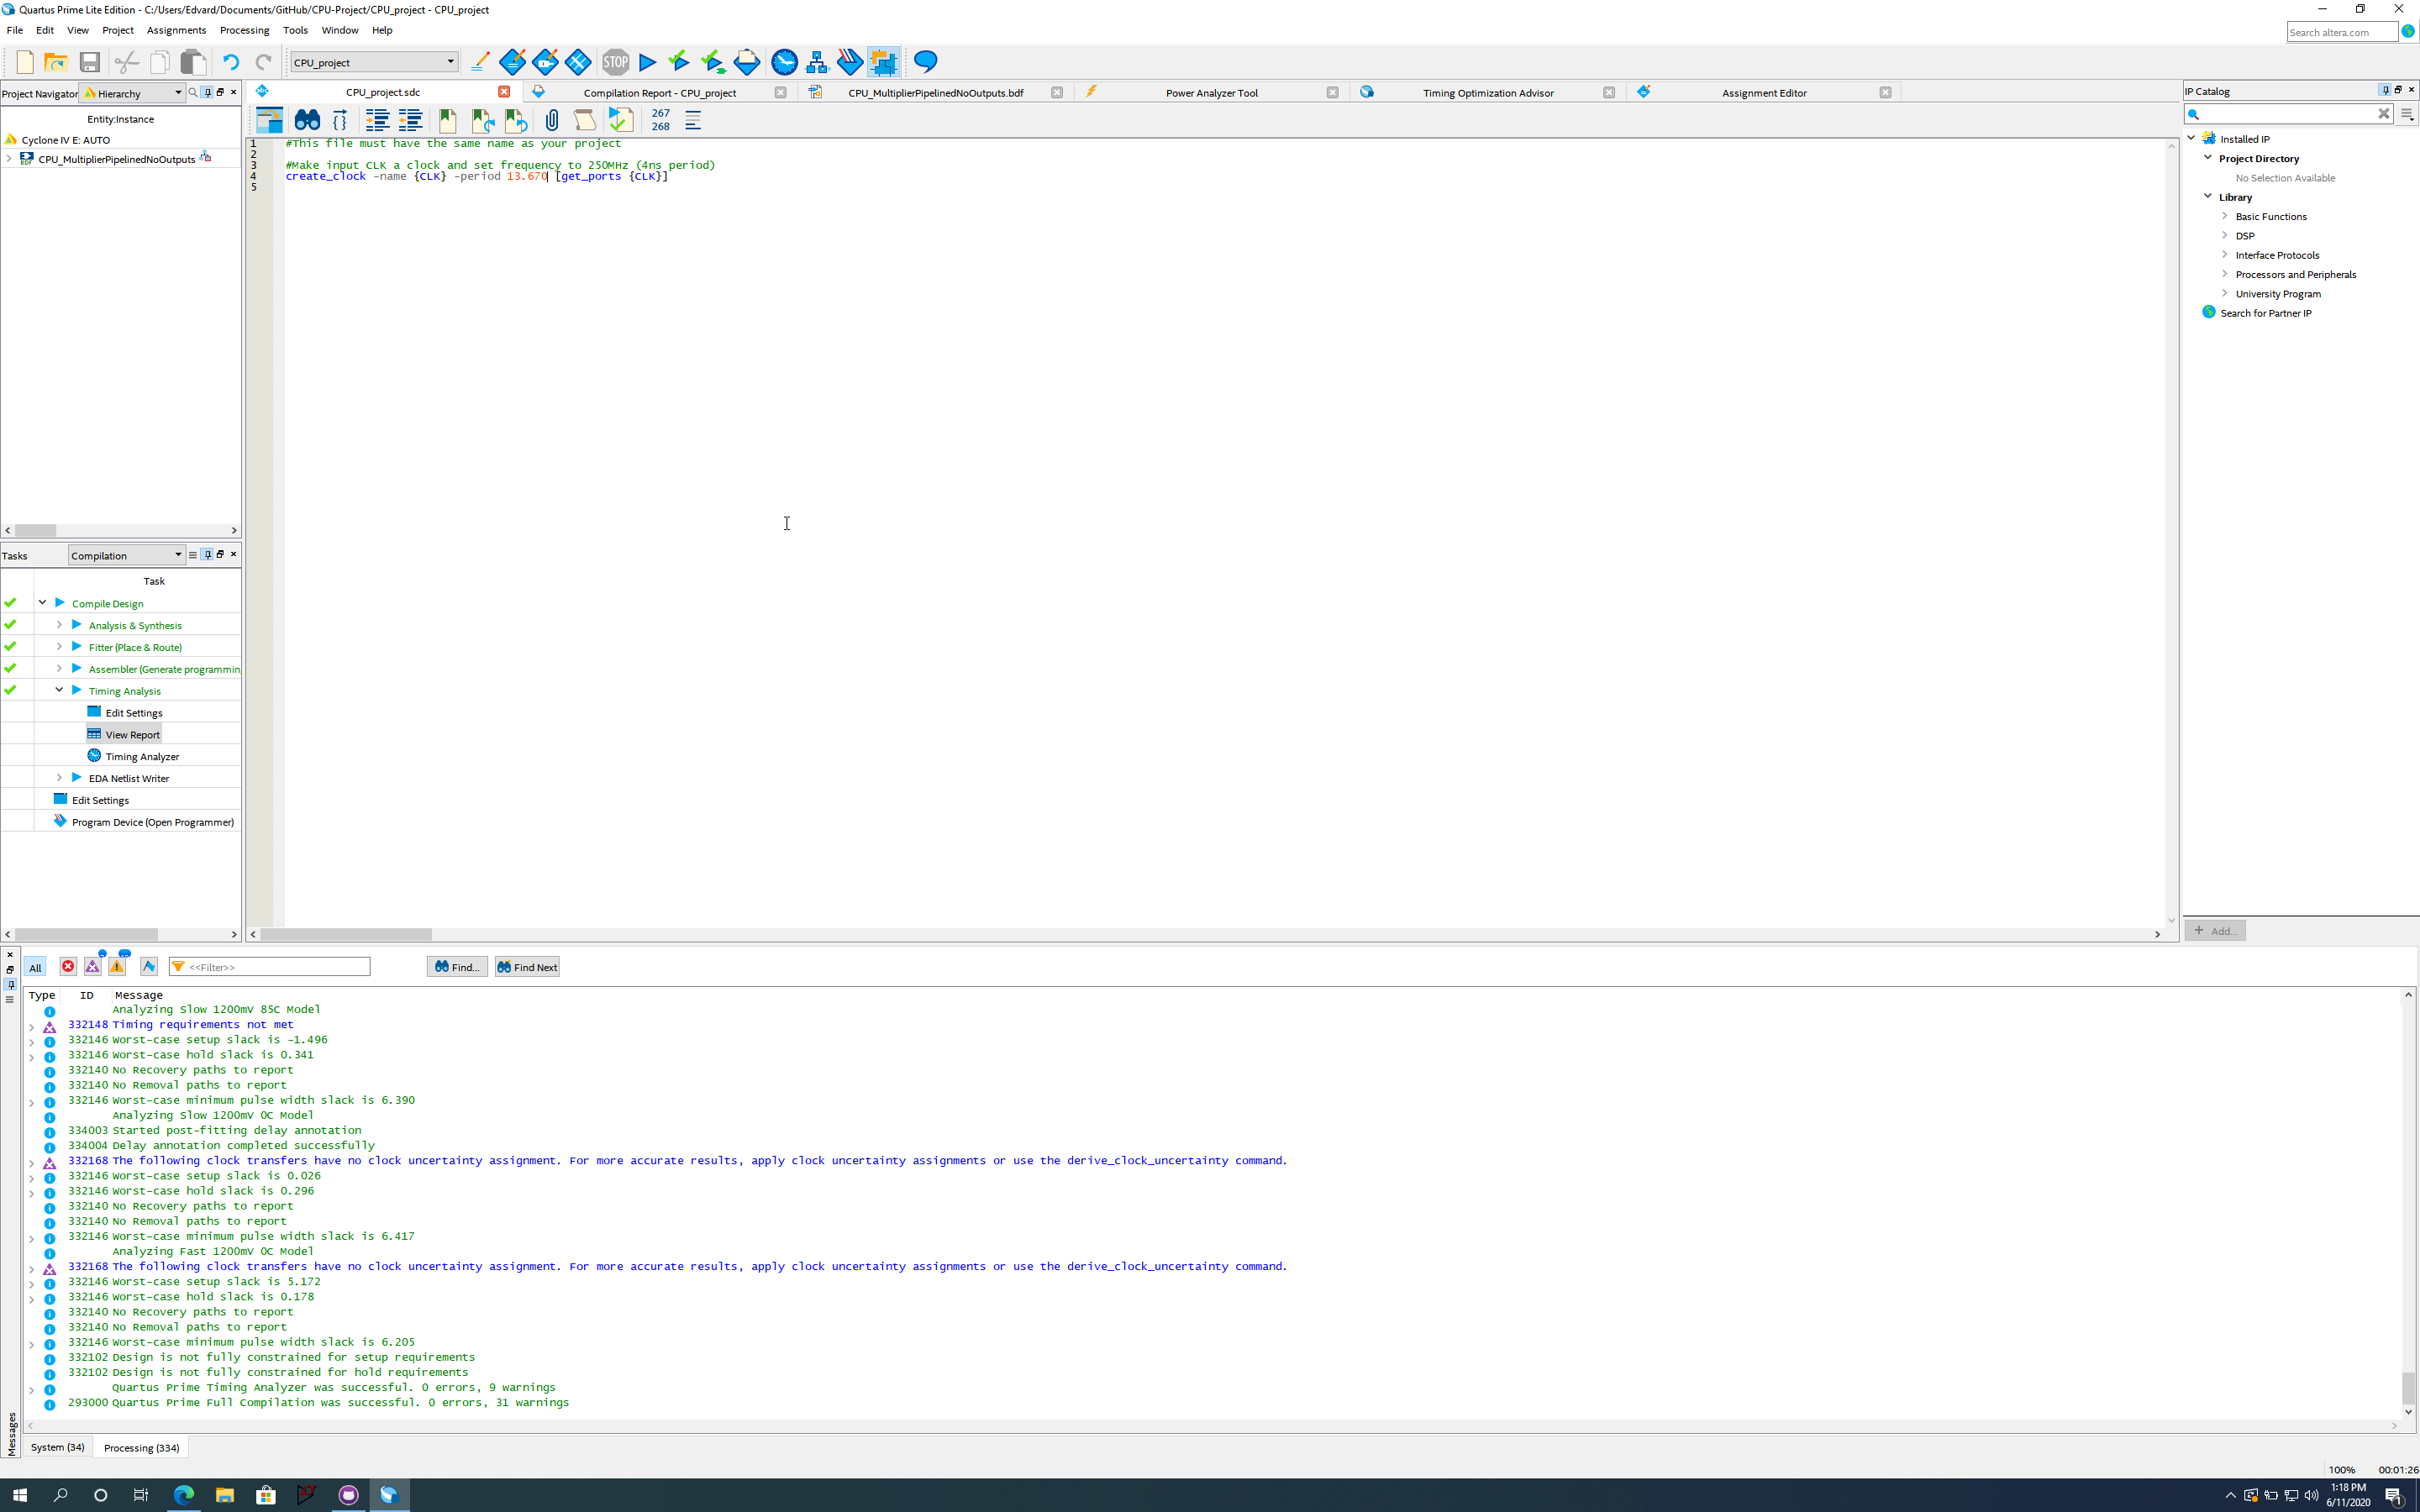 Quartus Prime Lite Edition - C:/Users/Edvard/Documents/GitHub/CPU-Project/CPU_project - CPU_project
File Edit View Project Assignments Processing Tools Window Help
Search altera.com
CPU_project
STOP
Project Navigator Hierarchy
Entity:Instance
Cyclone IV E: AUTO
CPU_MultiplierPipelinedNoOutputs
CPU_project.sdc
Compilation Report - CPU_project
CPU_MultiplierPipelinedNoOutputs.bdf
Power Analyzer Tool
Timing Optimization Advisor
Assignment Editor
267
268
1 #This file must have the same name as your project
2
3 #Make input CLK a clock and set frequency to 250MHz (4ns period)
4 create_clock -name {CLK} -period 13.670 [get_ports {CLK}]
5
IP Catalog
Installed IP
Project Directory
No Selection Available
Library
Basic Functions
DSP
Interface Protocols
Processors and Peripherals
University Program
Search for Partner IP
+ Add...
Tasks Compilation
Task
Compile Design
Analysis & Synthesis
Fitter (Place & Route)
Assembler (Generate programmin
Timing Analysis
Edit Settings
View Report
Timing Analyzer
EDA Netlist Writer
Edit Settings
Program Device (Open Programmer)
All <<Filter>> Find... Find Next
Type ID Message
Analyzing Slow 1200mV 85C Model
332148 Timing requirements not met
332146 Worst-case setup slack is -1.496
332146 Worst-case hold slack is 0.341
332140 No Recovery paths to report
332140 No Removal paths to report
332146 Worst-case minimum pulse width slack is 6.390
Analyzing Slow 1200mV 0C Model
334003 Started post-fitting delay annotation
334004 Delay annotation completed successfully
332168 The following clock transfers have no clock uncertainty assignment. For more accurate results, apply clock uncertainty assignments or use the derive_clock_uncertainty command.
332146 Worst-case setup slack is 0.026
332146 Worst-case hold slack is 0.296
332140 No Recovery paths to report
332140 No Removal paths to report
332146 Worst-case minimum pulse width slack is 6.417
Analyzing Fast 1200mV 0C Model
332168 The following clock transfers have no clock uncertainty assignment. For more accurate results, apply clock uncertainty assignments or use the derive_clock_uncertainty command.
332146 Worst-case setup slack is 5.172
332146 Worst-case hold slack is 0.178
332140 No Recovery paths to report
332140 No Removal paths to report
332146 Worst-case minimum pulse width slack is 6.205
332102 Design is not fully constrained for setup requirements
332102 Design is not fully constrained for hold requirements
Quartus Prime Timing Analyzer was successful. 0 errors, 9 warnings
293000 Quartus Prime Full Compilation was successful. 0 errors, 31 warnings
Messages
System (34) Processing (334)
100% 00:01:26
1:18 PM
6/11/2020
1